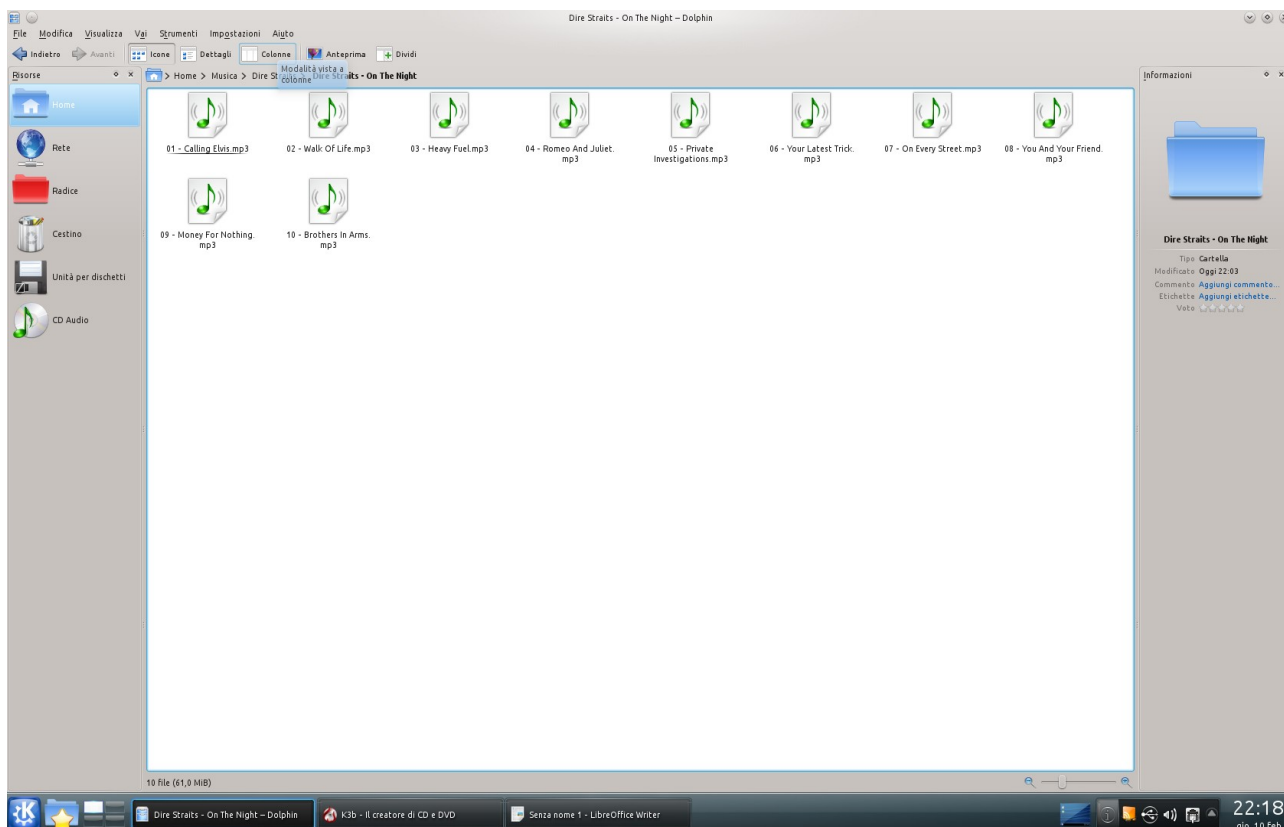 Dire Straits - On The Night – Dolphin
File Modifica Visualizza Vai Strumenti Impostazioni Aiuto
Indietro Avanti Icone Dettagli Colonne Anteprima Dividi
Modalità vista a
colonne
Risorse
> Home > Musica > Dire Straits > Dire Straits - On The Night
Informazioni
Home
Rete
Radice
Cestino
Unità per dischetti
CD Audio
01 - Calling Elvis.mp3
02 - Walk Of Life.mp3
03 - Heavy Fuel.mp3
04 - Romeo And Juliet.
mp3
05 - Private
Investigations.mp3
06 - Your Latest Trick.
mp3
07 - On Every Street.mp3
08 - You And Your Friend.
mp3
09 - Money For Nothing.
mp3
10 - Brothers In Arms.
mp3
Dire Straits - On The Night
Tipo Cartella
Modificato Oggi 22:03
Commento Aggiungi commento...
Etichette Aggiungi etichette...
Voto
10 file (61,0 MiB)
Dire Straits - On The Night – Dolphin
K3b - Il creatore di CD e DVD
Senza nome 1 - LibreOffice Writer
22:18
gio, 10 feb